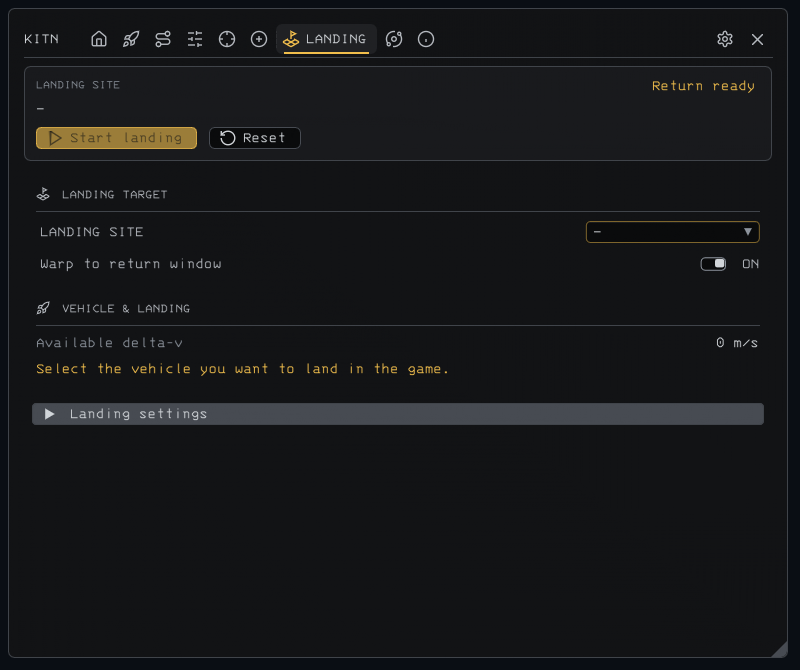 KITN LANDING
LANDING SITE Return ready
–
Start landing Reset
LANDING TARGET
LANDING SITE –
Warp to return window ON
VEHICLE & LANDING
Available delta-v 0 m/s
Select the vehicle you want to land in the game.
Landing settings